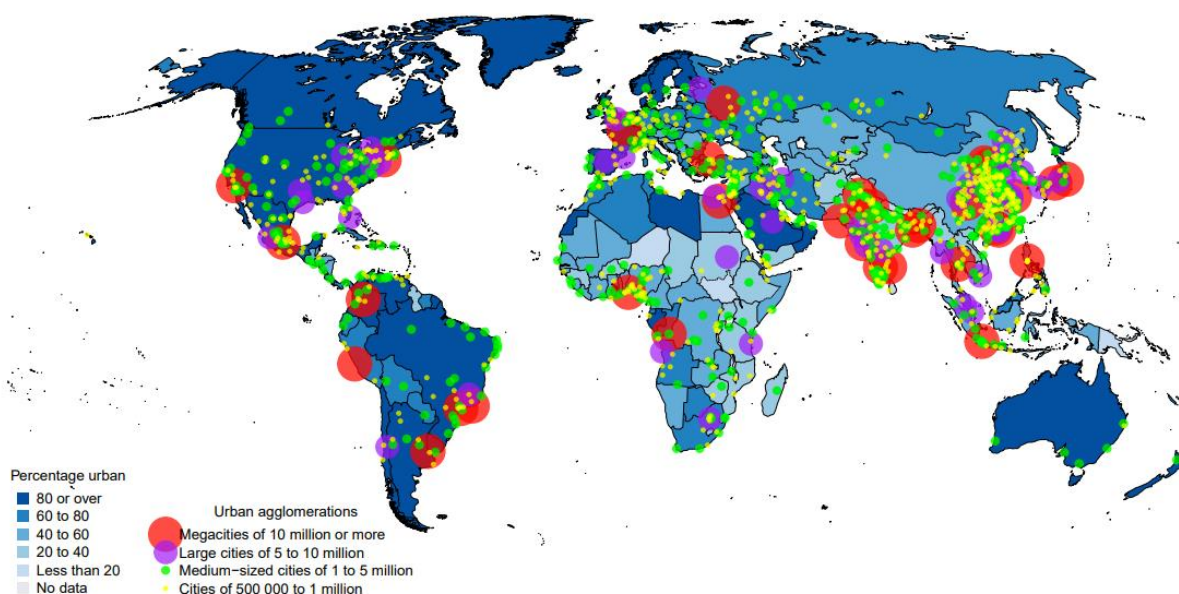 Percentage urban
80 or over
60 to 80
40 to 60
20 to 40
Less than 20
No data
Urban agglomerations
Megacities of 10 million or more
Large cities of 5 to 10 million
Medium−sized cities of 1 to 5 million
Cities of 500 000 to 1 million